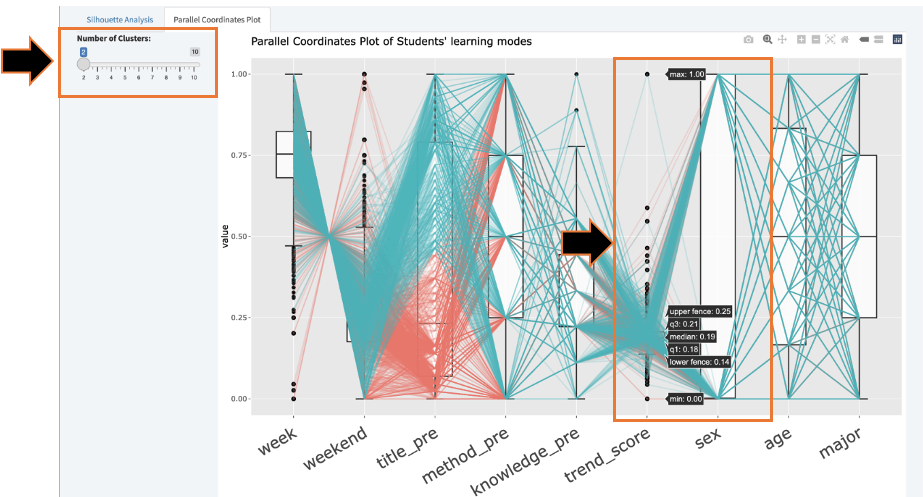 Silhouette Analysis
Parallel Coordinates Plot
Number of Clusters:
2
10
2 3 4 5 6 7 8 9 10
Parallel Coordinates Plot of Students' learning modes
1.00
0.75
0.50
0.25
0.00
value
max: 1.00
upper fence: 0.25
q3: 0.21
median: 0.19
q1: 0.18
lower fence: 0.14
min: 0.00
week
weekend
title_pre
method_pre
knowledge_pre
trend_score
sex
age
major